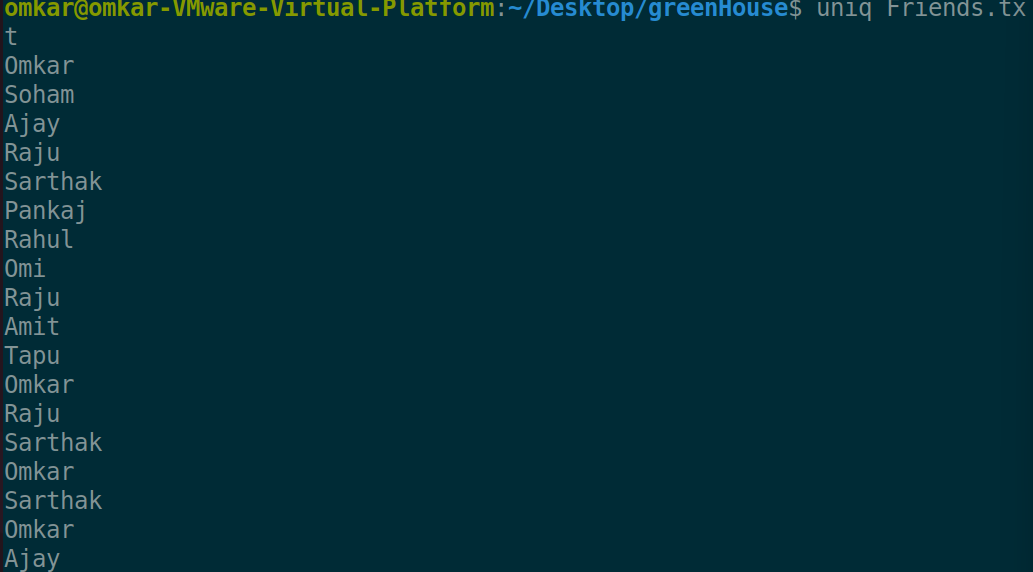 omkar@omkar-VMware-Virtual-Platform:~/Desktop/greenHouse$ uniq Friends.tx
t
Omkar
Soham
Ajay
Raju
Sarthak
Pankaj
Rahul
Omi
Raju
Amit
Tapu
Omkar
Raju
Sarthak
Omkar
Sarthak
Omkar
Ajay